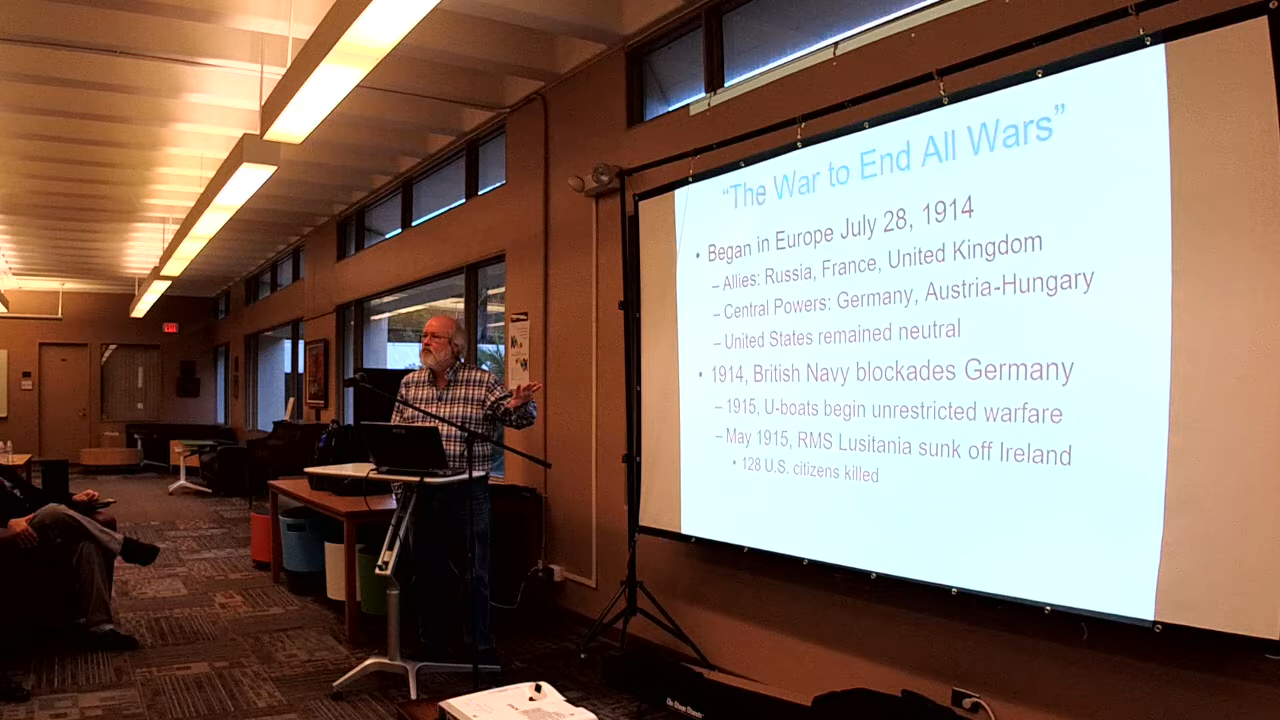 “The War to End All Wars”
• Began in Europe July 28, 1914
– Allies: Russia, France, United Kingdom
– Central Powers: Germany, Austria-Hungary
– United States remained neutral
• 1914, British Navy blockades Germany
– 1915, U-boats begin unrestricted warfare
– May 1915, RMS Lusitania sunk off Ireland
• 128 U.S. citizens killed
EXIT